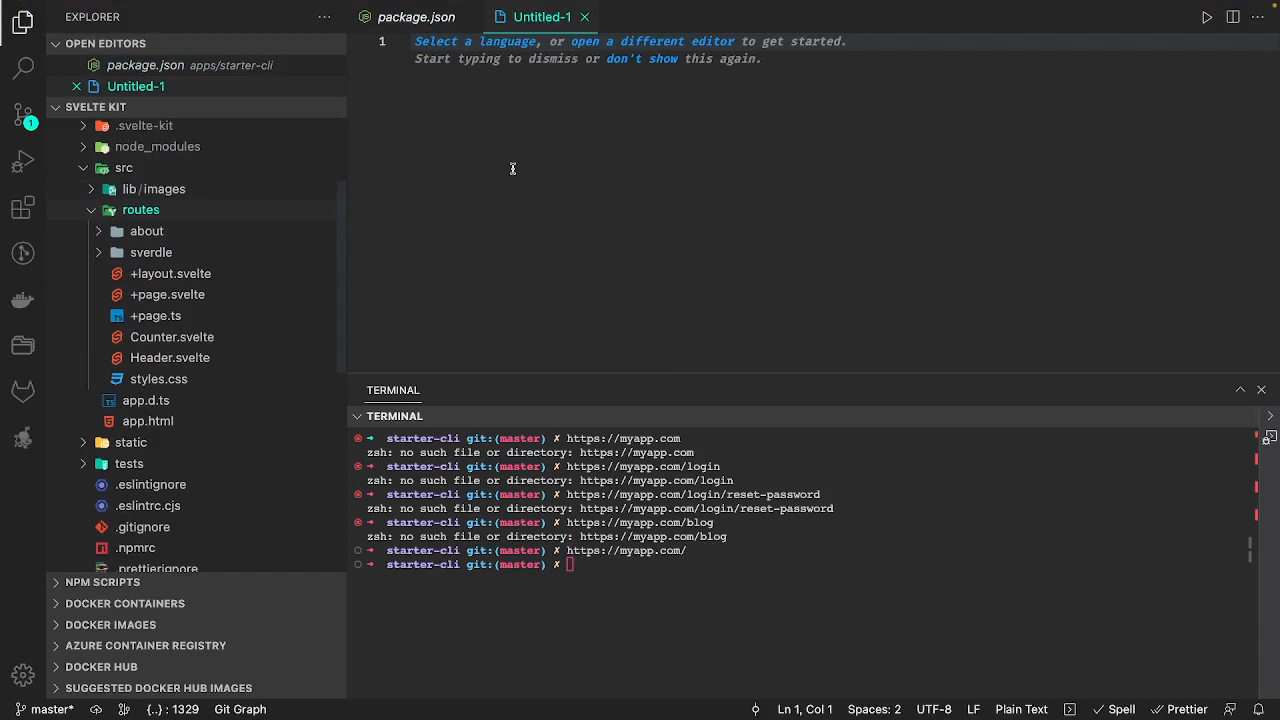 EXPLORER
OPEN EDITORS
package.json apps/starter-cli
Untitled-1
SVELTE KIT
.svelte-kit
node_modules
src
lib/images
routes
about
sverdle
+layout.svelte
+page.svelte
+page.ts
Counter.svelte
Header.svelte
styles.css
app.d.ts
app.html
static
tests
.eslintignore
.eslintrc.cjs
.gitignore
.npmrc
.prettierignore
NPM SCRIPTS
DOCKER CONTAINERS
DOCKER IMAGES
AZURE CONTAINER REGISTRY
DOCKER HUB
SUGGESTED DOCKER HUB IMAGES
1
package.json Untitled-1
1 Select a language, or open a different editor to get started.
Start typing to dismiss or don't show this again.
TERMINAL
TERMINAL
starter-cli git:(master) ✗ https://myapp.com
zsh: no such file or directory: https://myapp.com
starter-cli git:(master) ✗ https://myapp.com/login
zsh: no such file or directory: https://myapp.com/login
starter-cli git:(master) ✗ https://myapp.com/login/reset-password
zsh: no such file or directory: https://myapp.com/login/reset-password
starter-cli git:(master) ✗ https://myapp.com/blog
zsh: no such file or directory: https://myapp.com/blog
starter-cli git:(master) ✗ https://myapp.com/
starter-cli git:(master) ✗
master* {..} : 1329 Git Graph Ln 1, Col 1 Spaces: 2 UTF-8 LF Plain Text Spell Prettier